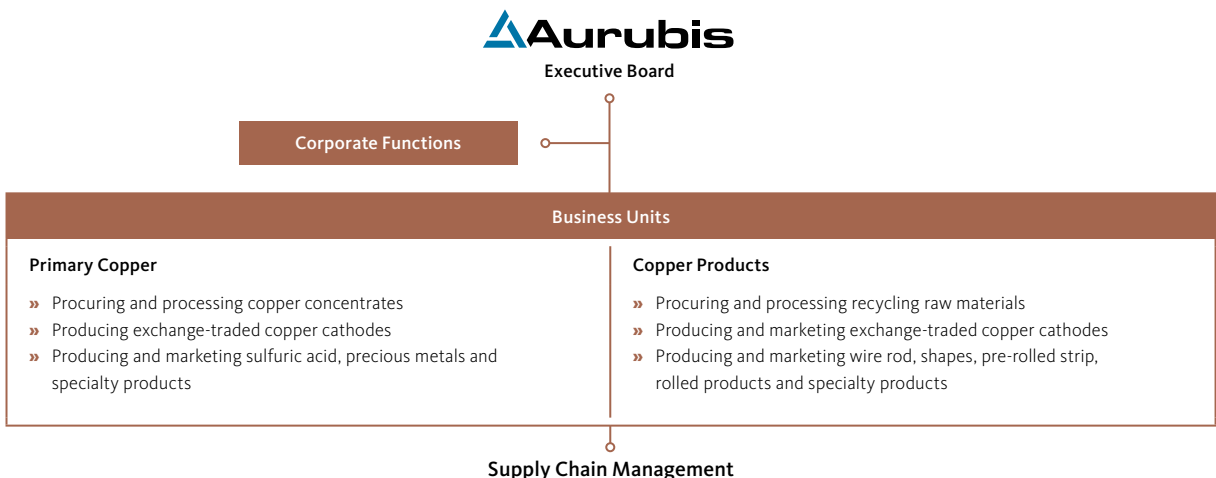 Aurubis
Executive Board
Corporate Functions
Business Units
Primary Copper
» Procuring and processing copper concentrates
» Producing exchange-traded copper cathodes
» Producing and marketing sulfuric acid, precious metals and
specialty products
Copper Products
» Procuring and processing recycling raw materials
» Producing and marketing exchange-traded copper cathodes
» Producing and marketing wire rod, shapes, pre-rolled strip,
rolled products and specialty products
Supply Chain Management